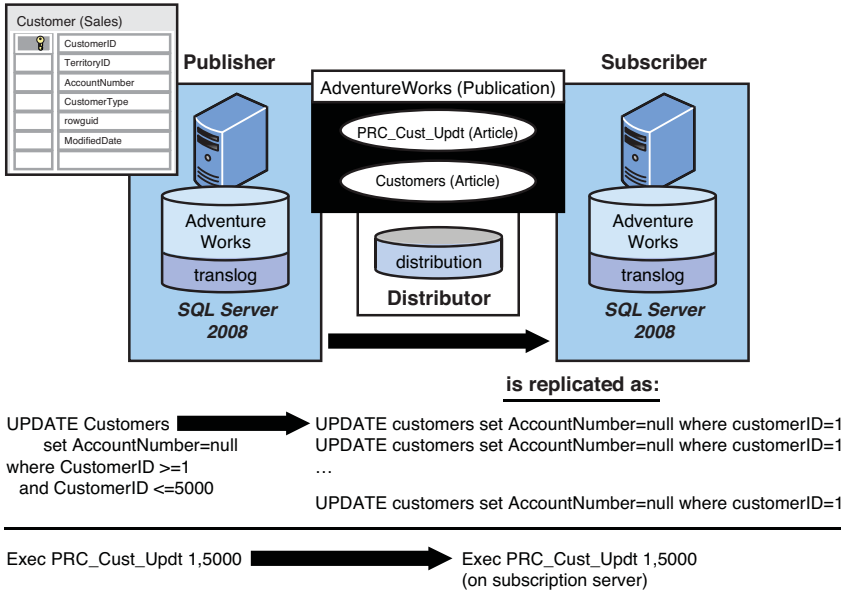 Customer (Sales)
CustomerID
TerritoryID
AccountNumber
CustomerType
rowguid
ModifiedDate
Publisher
Subscriber
AdventureWorks (Publication)
PRC_Cust_Updt (Article)
Customers (Article)
Adventure
Works
translog
SQL Server
2008
distribution
Distributor
Adventure
Works
translog
SQL Server
2008
is replicated as:
UPDATE Customers
set AccountNumber=null
where CustomerID >=1
and CustomerID <=5000
UPDATE customers set AccountNumber=null where customerID=1
UPDATE customers set AccountNumber=null where customerID=1
…
UPDATE customers set AccountNumber=null where customerID=1
Exec PRC_Cust_Updt 1,5000
Exec PRC_Cust_Updt 1,5000
(on subscription server)